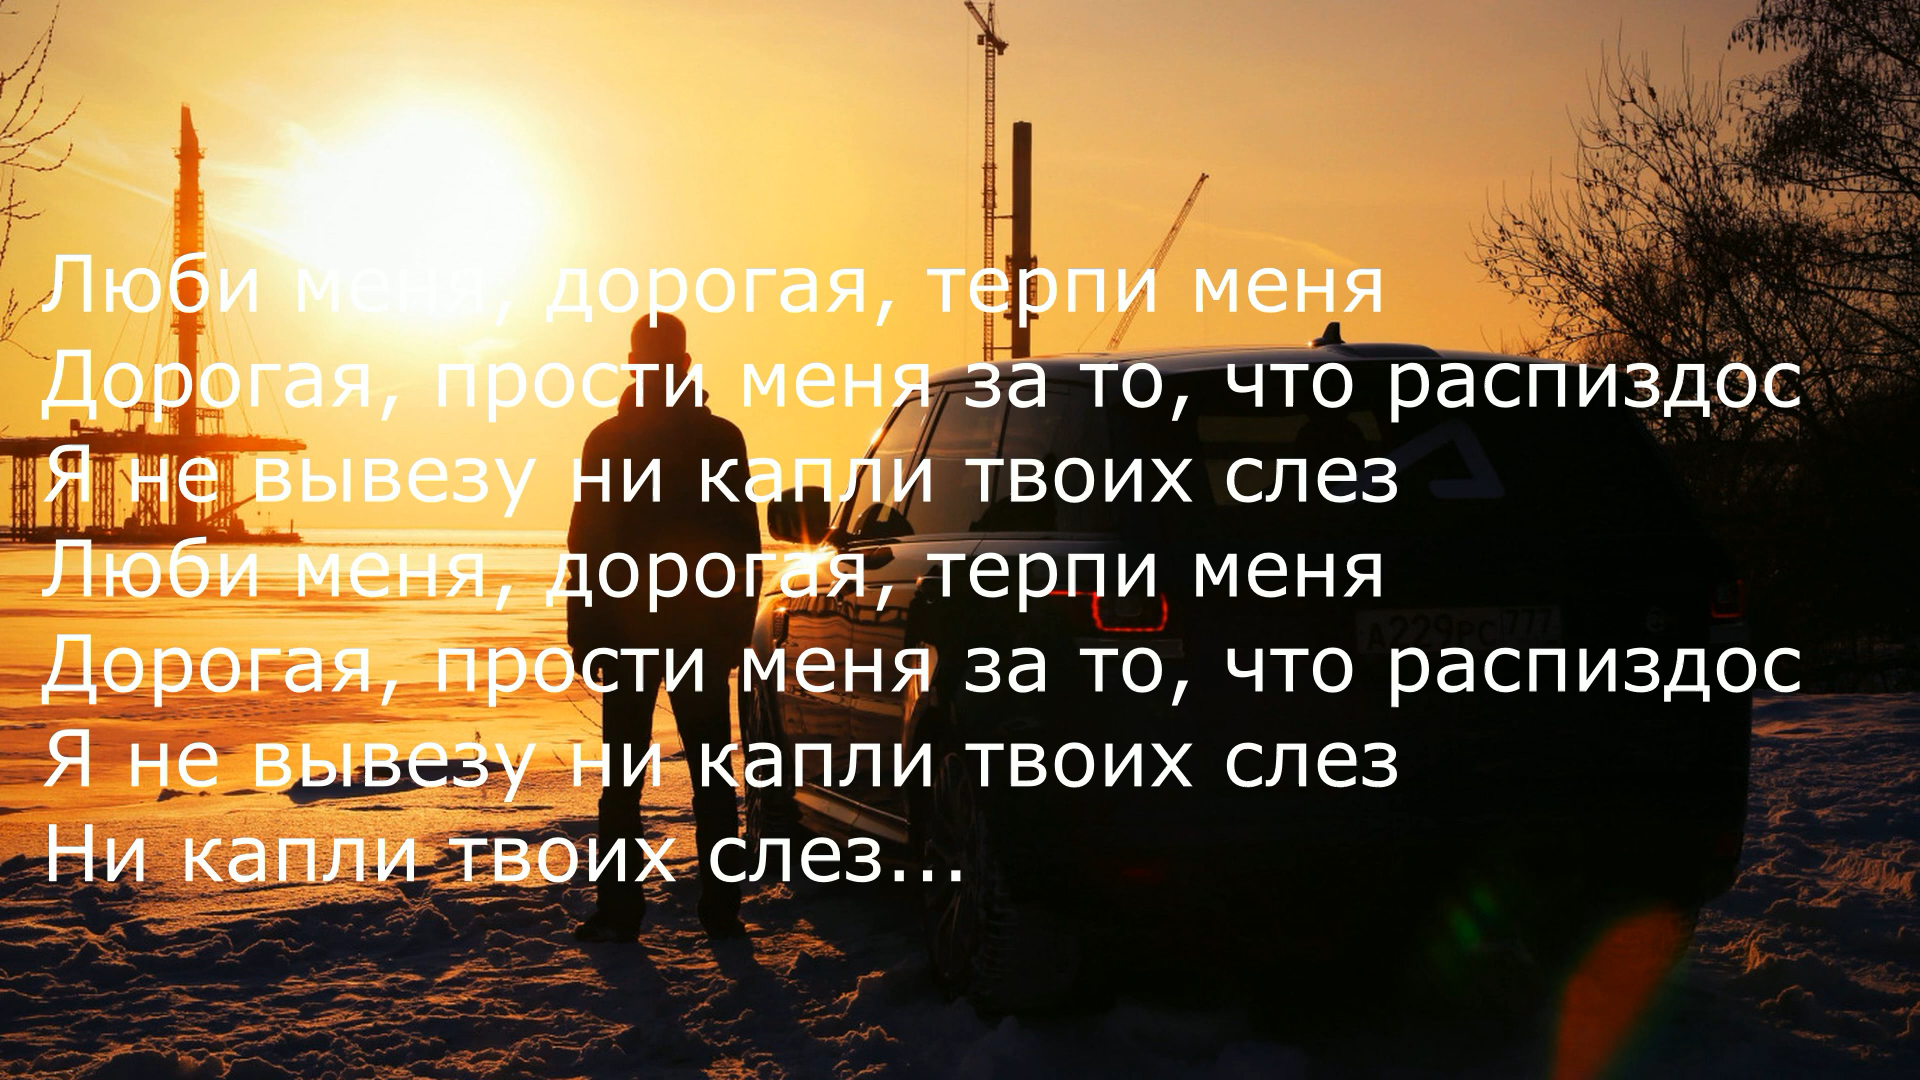 Люби меня, дорогая, терпи меня
Дорогая, прости меня за то, что распиздос
Я не вывезу ни капли твоих слез
Люби меня, дорогая, терпи меня
Дорогая, прости меня за то, что распиздос
Я не вывезу ни капли твоих слез
Ни капли твоих слез...
А229РС 777